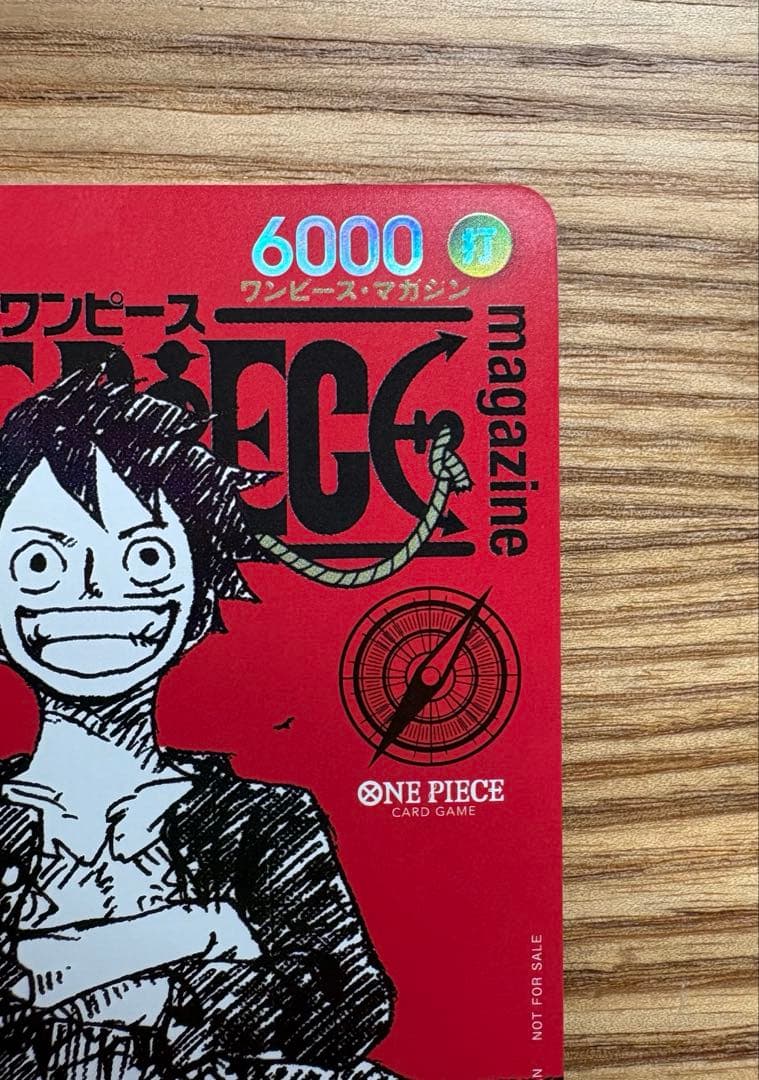 6000 打
ワンピース・マガジン
ワンピース
PIECE
magazine
ONE PIECE
CARD GAME
NOT FOR SALE